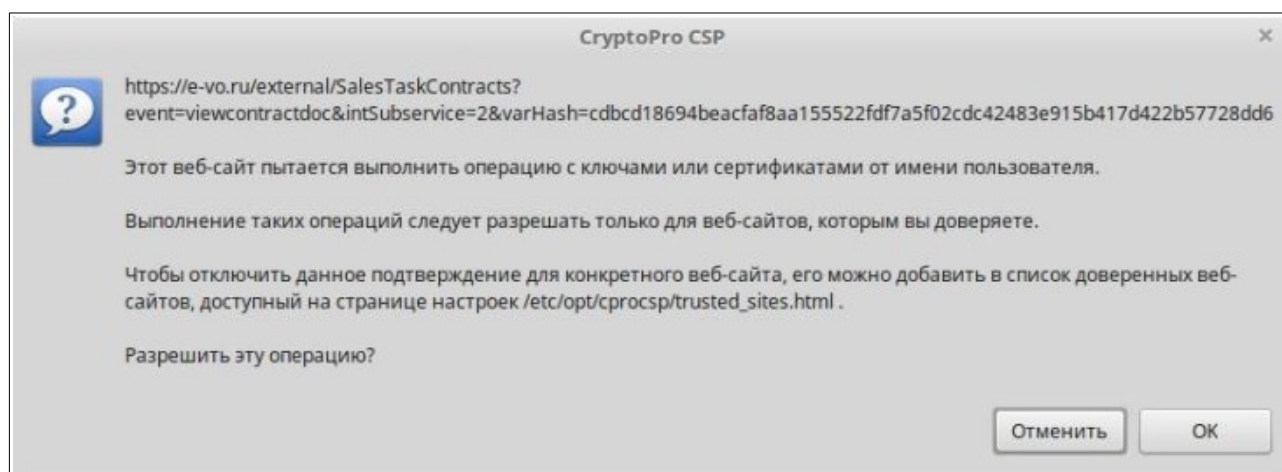 CryptoPro CSP
https://e-vo.ru/external/SalesTaskContracts?
event=viewcontractdoc&intSubservice=2&varHash=cdbcd18694beacfaf8aa155522fdf7a5f02cdc42483e915b417d422b57728dd6
Этот веб-сайт пытается выполнить операцию с ключами или сертификатами от имени пользователя.
Выполнение таких операций следует разрешать только для веб-сайтов, которым вы доверяете.
Чтобы отключить данное подтверждение для конкретного веб-сайта, его можно добавить в список доверенных веб-
сайтов, доступный на странице настроек /etc/opt/cprocsp/trusted_sites.html .
Разрешить эту операцию?
Отменить
OK